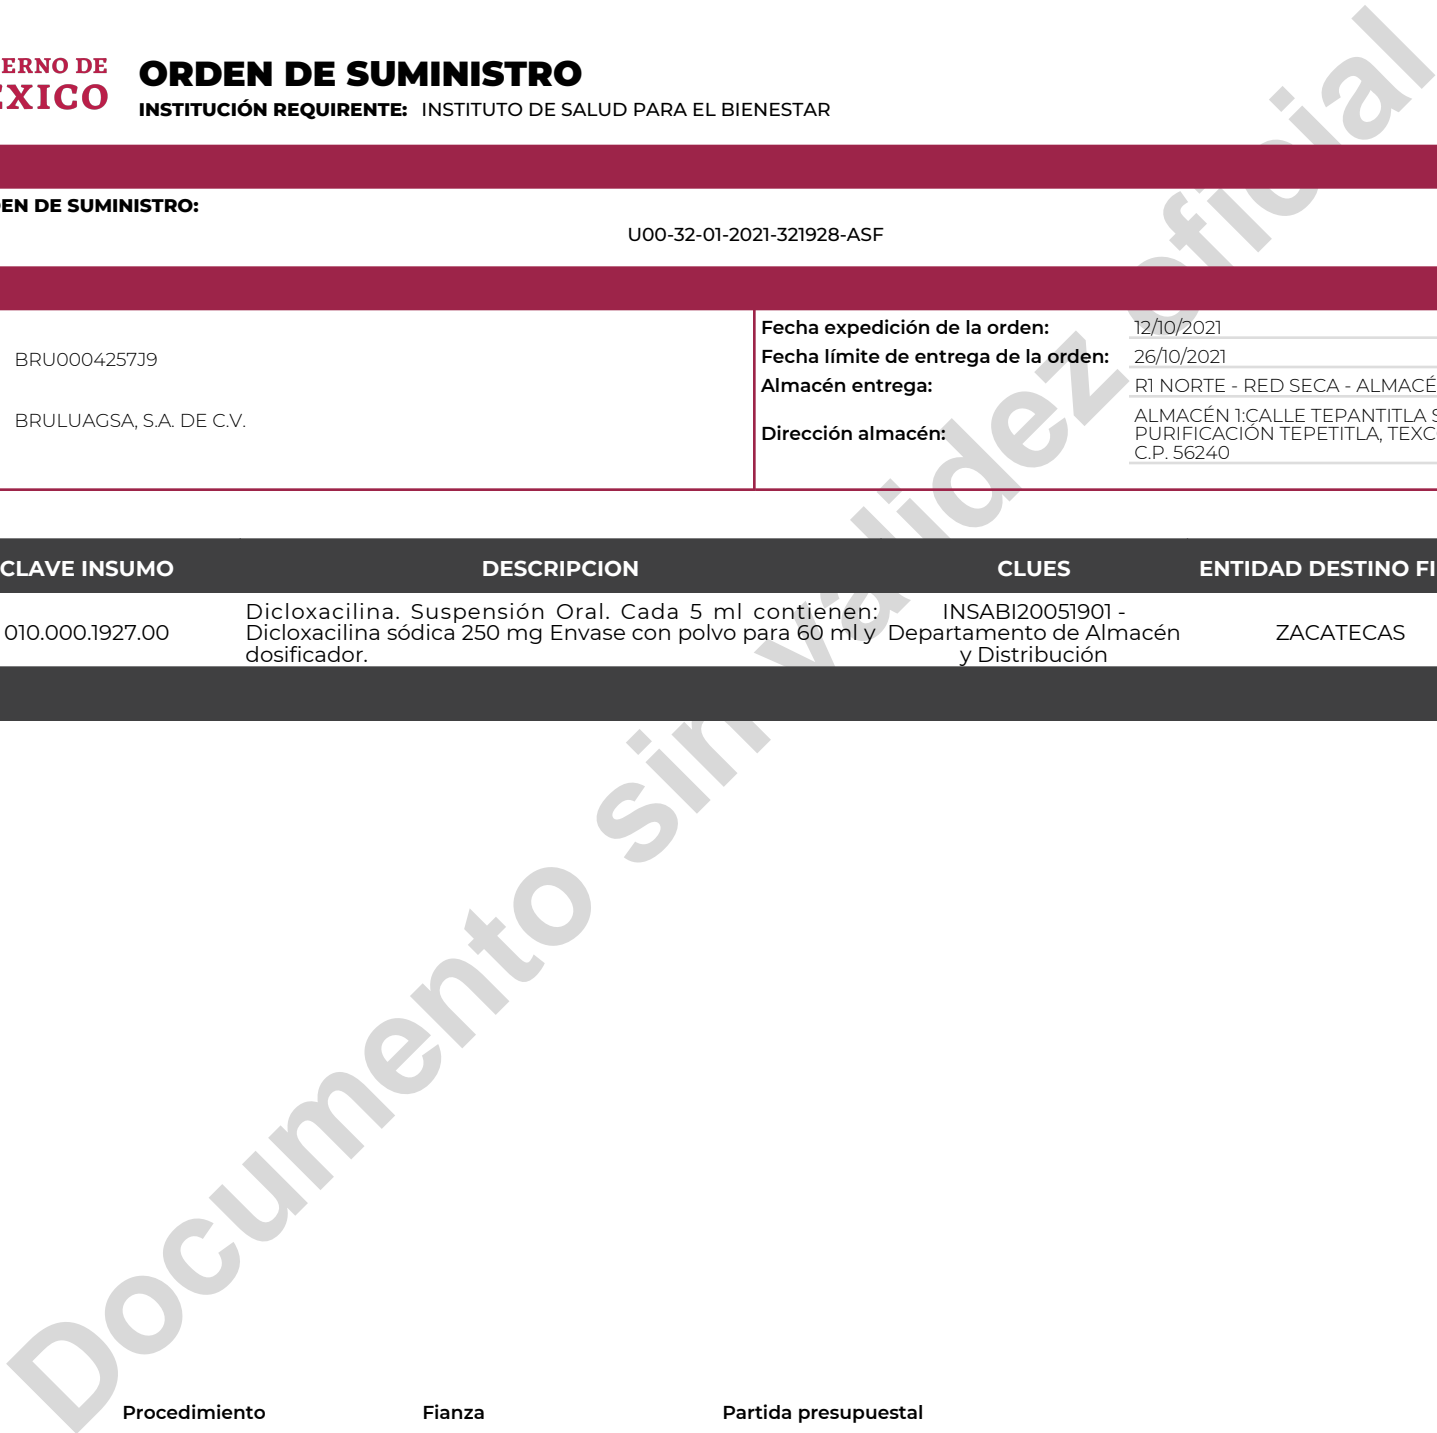 ERNO DE
EXICO
ORDEN DE SUMINISTRO
INSTITUCIÓN REQUIRENTE: INSTITUTO DE SALUD PARA EL BIENESTAR
EN DE SUMINISTRO:
U00-32-01-2021-321928-ASF
BRU0004257J9
BRULUAGSA, S.A. DE C.V.
Fecha expedición de la orden: 12/10/2021
Fecha límite de entrega de la orden: 26/10/2021
Almacén entrega: R1 NORTE - RED SECA - ALMACÉ
Dirección almacén:
ALMACÉN 1:CALLE TEPANTITLA S
PURIFICACIÓN TEPETITLA, TEXC
C.P. 56240
CLAVE INSUMO DESCRIPCION CLUES ENTIDAD DESTINO FI
010.000.1927.00
Dicloxacilina. Suspensión Oral. Cada 5 ml contienen:
Dicloxacilina sódica 250 mg Envase con polvo para 60 ml y
dosificador.
INSABI20051901 -
Departamento de Almacén
y Distribución
ZACATECAS
Documento sin validez oficial
Procedimiento Fianza Partida presupuestal